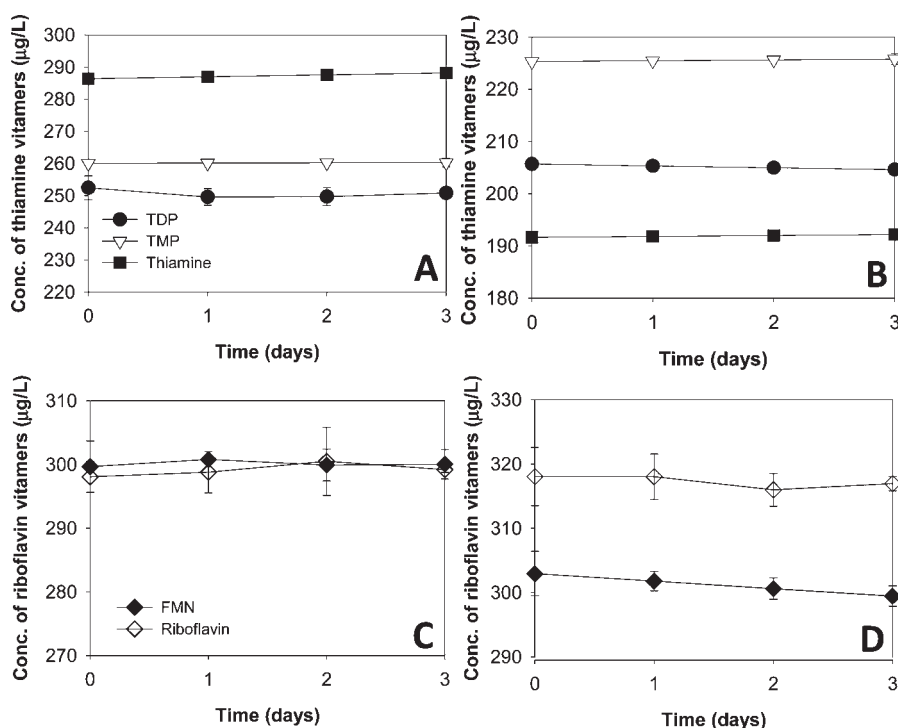 Conc. of thiamine vitamers (µg/L)
300
290
280
270
260
250
240
230
220
TDP
TMP
Thiamine
A
0 1 2 3
Time (days)
Conc. of thiamine vitamers (µg/L)
230
220
210
200
190
180
B
0 1 2 3
Time (days)
Conc. of riboflavin vitamers (µg/L)
310
300
290
280
270
FMN
Riboflavin
C
0 1 2 3
Time (days)
Conc. of riboflavin vitamers (µg/L)
330
320
310
300
290
D
0 1 2 3
Time (days)